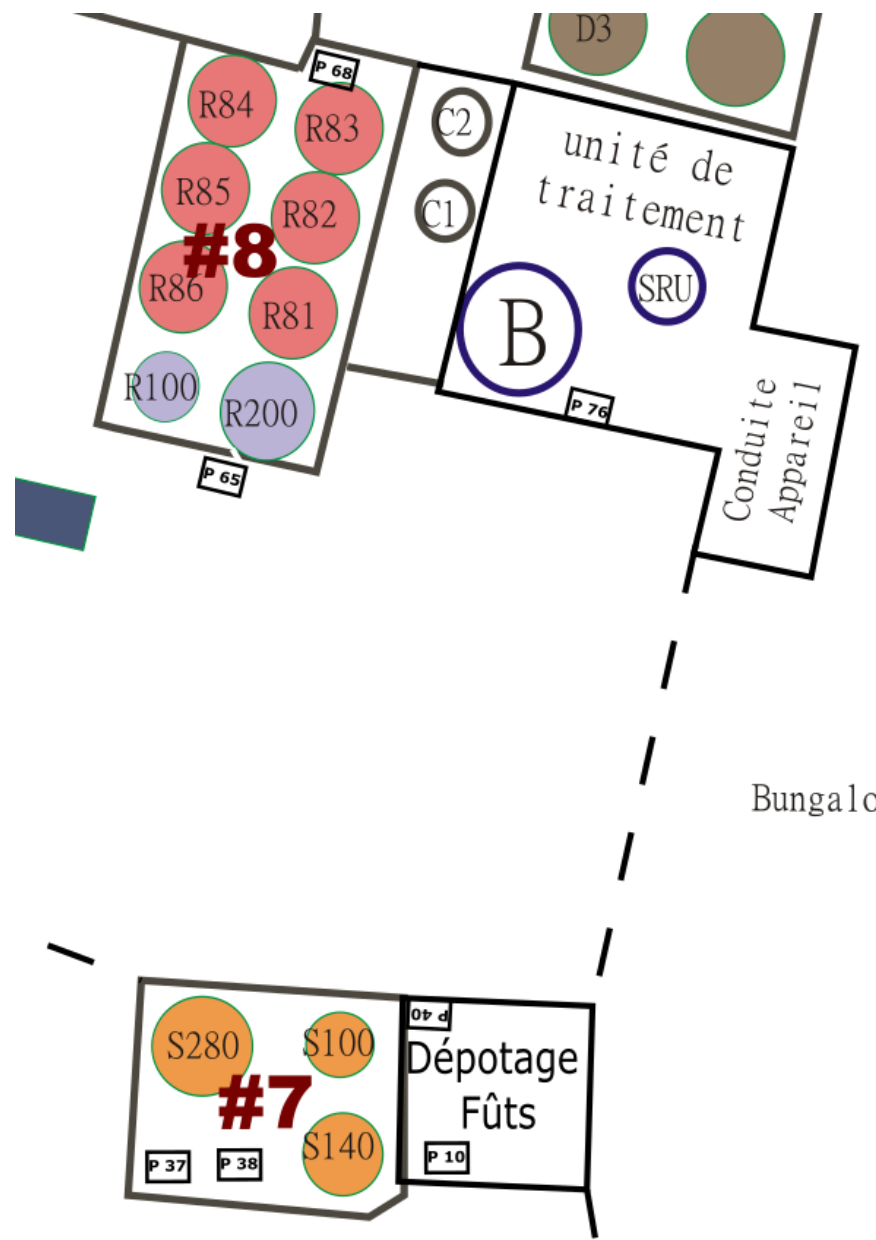 D3
P 68
R84
R83
C2
unité de
traitement
R85
R82
C1
#8
R86
R81
SRU
B
R100
R200
P 76
Conduite
Appareil
P 65
Bungalo
P 40
S280
S100
Dépotage
Fûts
#7
S140
P 37
P 38
P 10